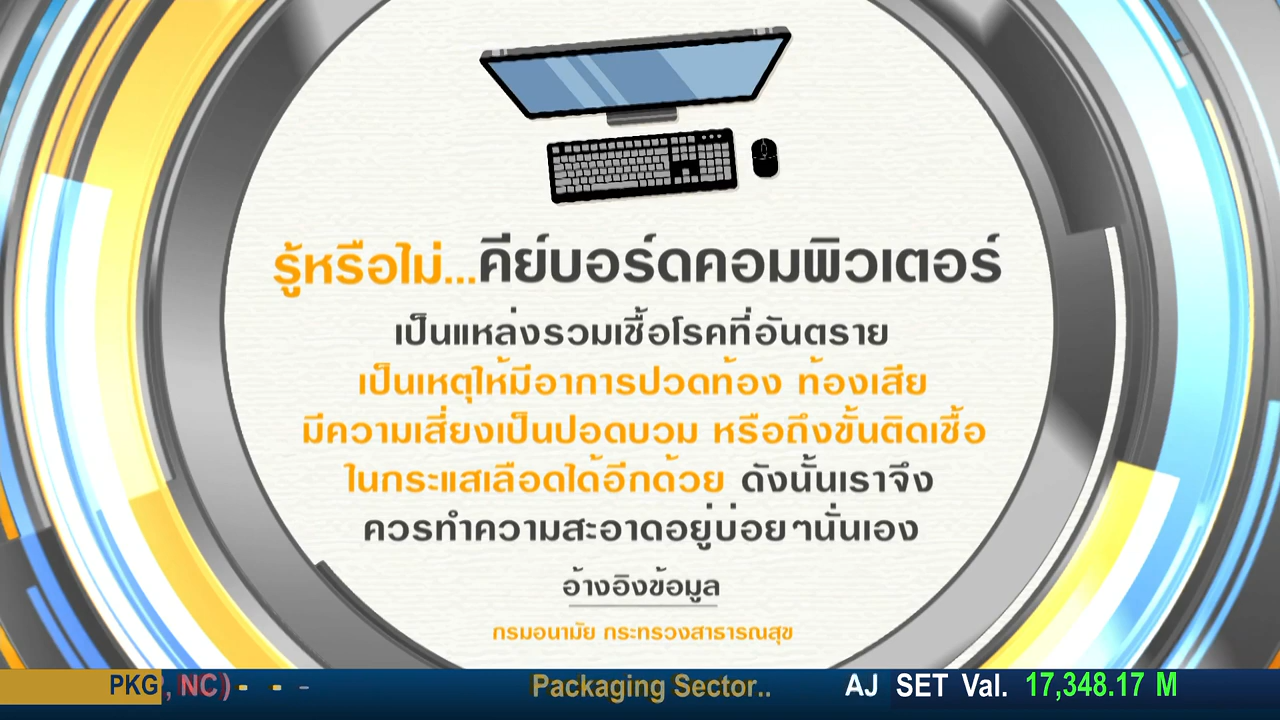 รู้หรือไม่...คีย์บอร์ดคอมพิวเตอร์
เป็นแหล่งรวมเชื้อโรคที่อันตราย
เป็นเหตุให้มีอาการปวดท้อง ท้องเสีย
มีความเสี่ยงเป็นปอดบวม หรือถึงขั้นติดเชื้อ
ในกระแสเลือดได้อีกด้วย ดังนั้นเราจึง
ควรทำความสะอาดอยู่บ่อยๆนั่นเอง
อ้างอิงข้อมูล
กรมอนามัย กระทรวงสาธารณสุข
PKG, NC) - - - Packaging Sector.. AJ SET Val. 17,348.17 M